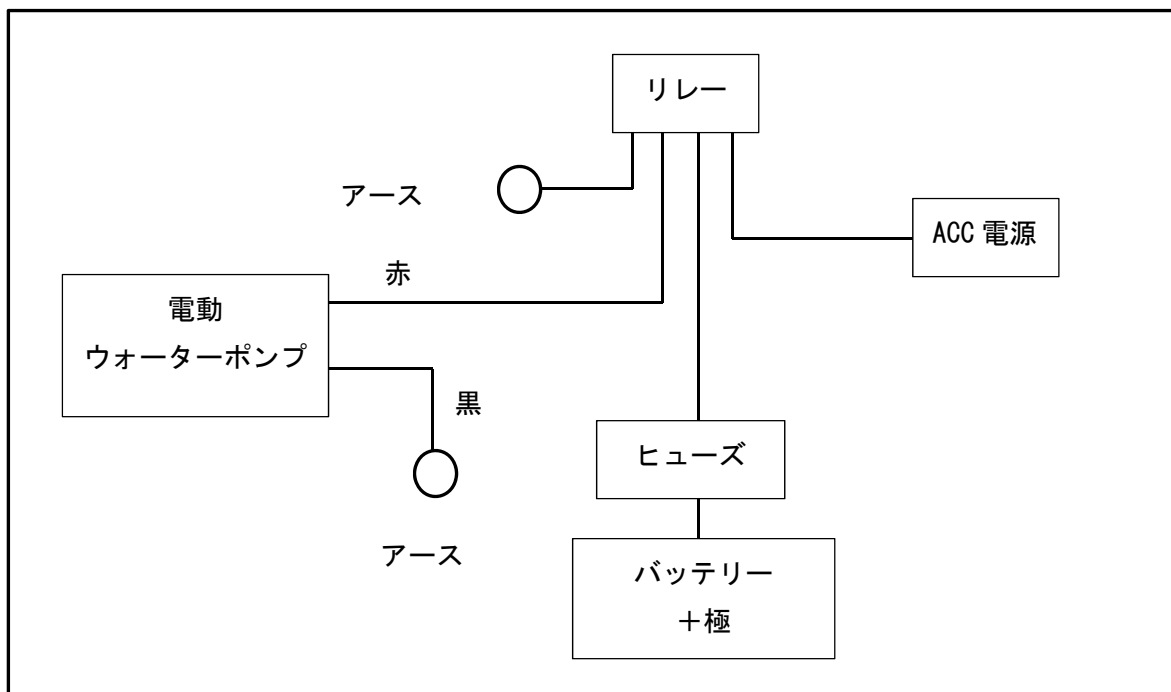 リレー
アース
ACC 電源
赤
電動
ウォーターポンプ
黒
ヒューズ
アース
バッテリー
＋極